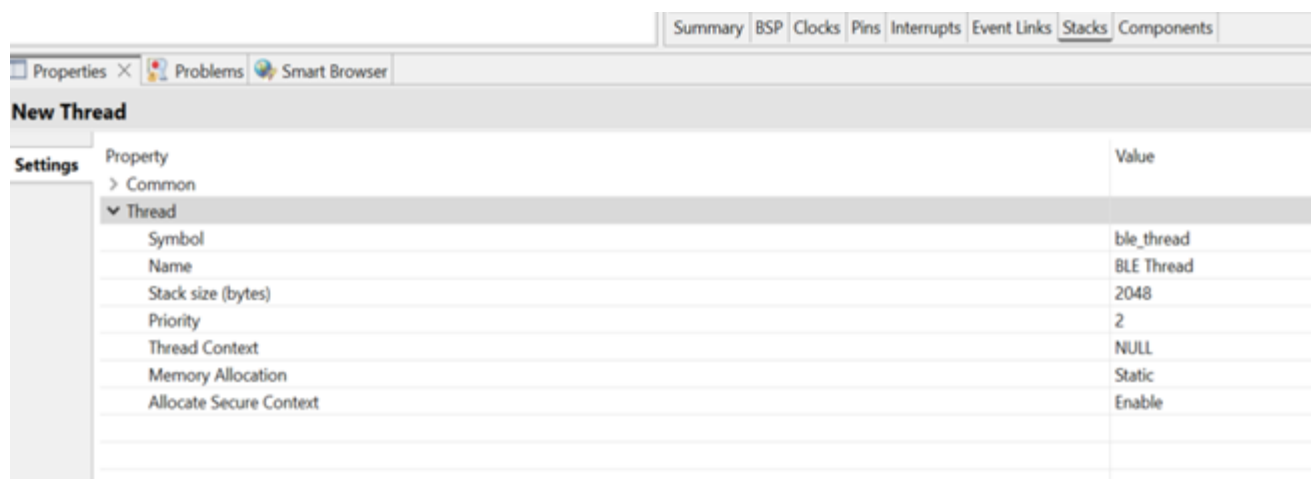 Summary BSP Clocks Pins Interrupts Event Links Stacks Components
Properties Problems Smart Browser
New Thread
Settings Property Value
Common
Thread
Symbol ble_thread
Name BLE Thread
Stack size (bytes) 2048
Priority 2
Thread Context NULL
Memory Allocation Static
Allocate Secure Context Enable